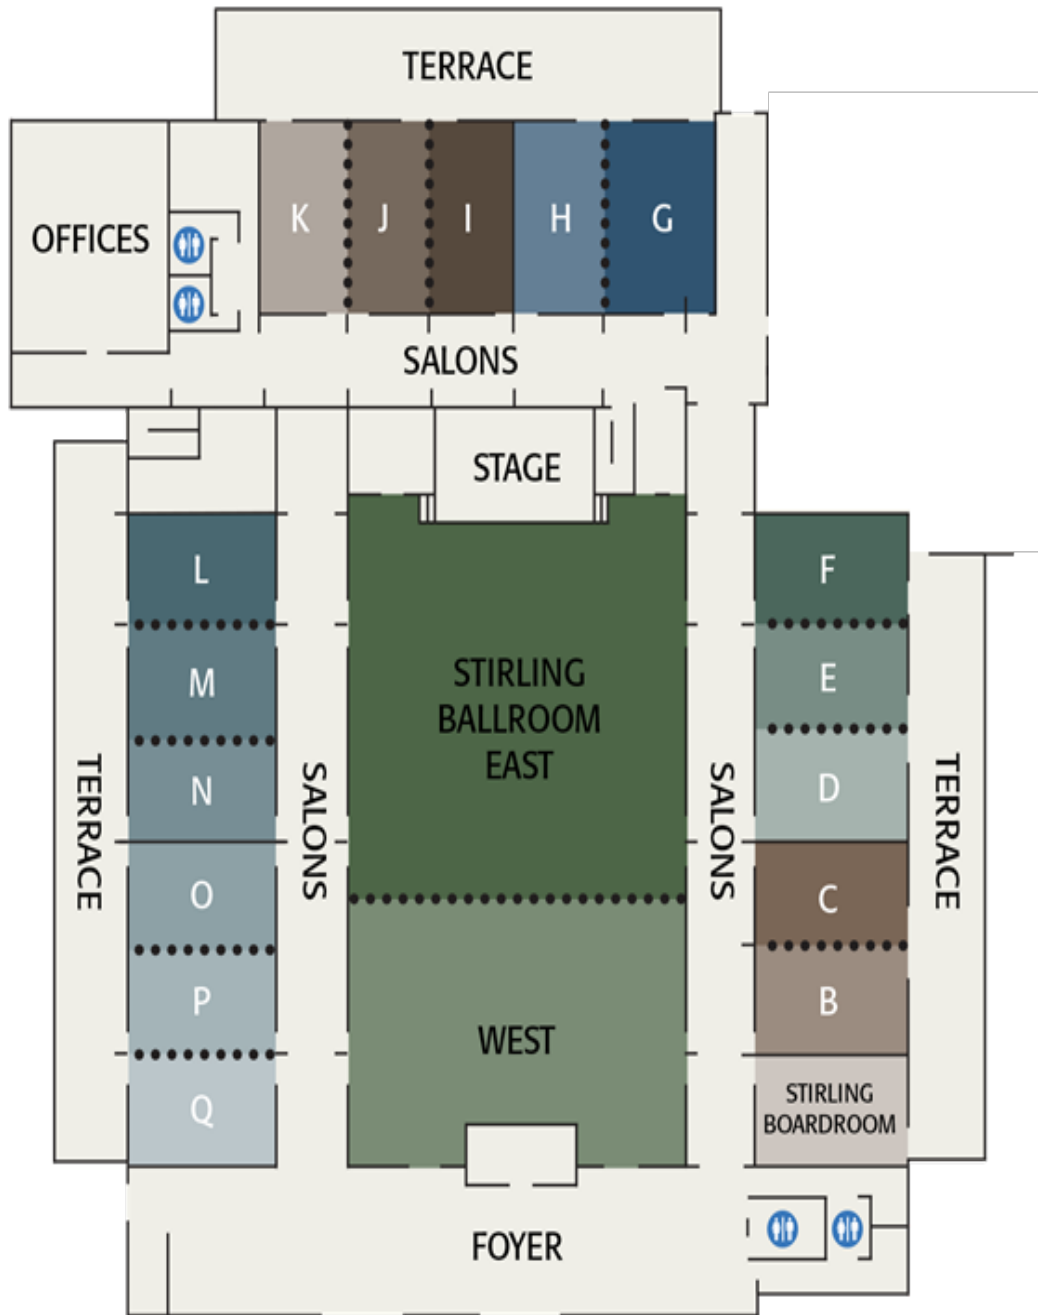 TERRACE
OFFICES
K
J
I
H
G
SALONS
STAGE
L
F
M
E
STIRLING
BALLROOM
EAST
N
D
TERRACE
SALONS
SALONS
TERRACE
O
C
P
B
WEST
Q
STIRLING
BOARDROOM
FOYER